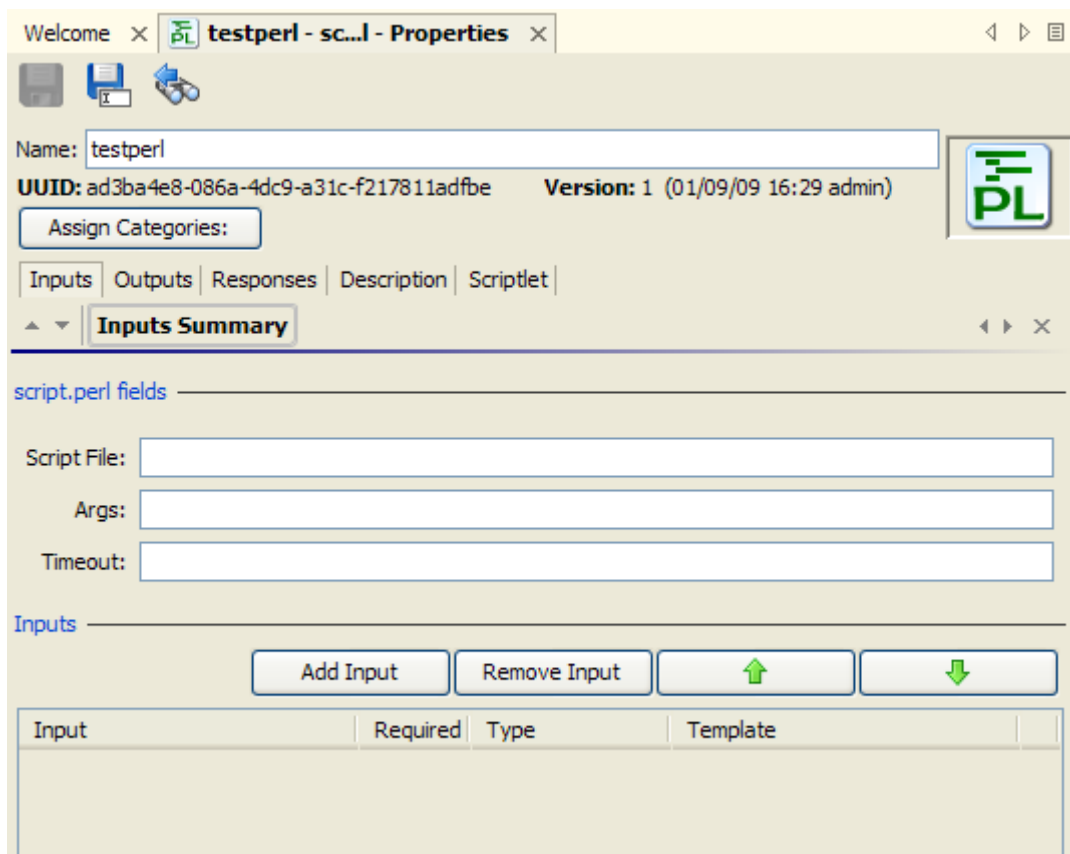 Welcome testperl - sc...l - Properties
Name: testperl
UUID: ad3ba4e8-086a-4dc9-a31c-f217811adfbe Version: 1 (01/09/09 16:29 admin)
PL
Assign Categories:
Inputs Outputs Responses Description Scriptlet
Inputs Summary
script.perl fields
Script File:
Args:
Timeout:
Inputs
Add Input Remove Input
Input Required Type Template